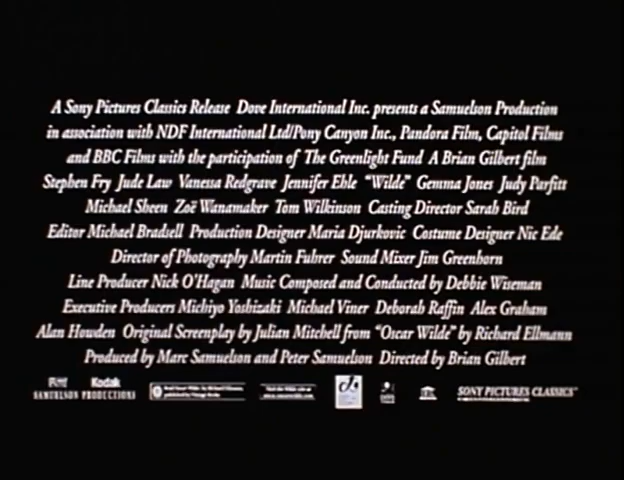 A Sony Pictures Classics Release Dove International Inc. presents a Samuelson Production
in association with NDF International Ltd/Pony Canyon Inc., Pandora Film, Capitol Films
and BBC Films with the participation of The Greenlight Fund A Brian Gilbert film
Stephen Fry Jude Law Vanessa Redgrave Jennifer Ehle "Wilde" Gemma Jones Judy Parfitt
Michael Sheen Zoë Wanamaker Tom Wilkinson Casting Director Sarah Bird
Editor Michael Bradsell Production Designer Maria Djurkovic Costume Designer Nic Ede
Director of Photography Martin Fuhrer Sound Mixer Jim Greenhorn
Line Producer Nick O'Hagan Music Composed and Conducted by Debbie Wiseman
Executive Producers Michiyo Yoshizaki Michael Viner Deborah Raffin Alex Graham
Alan Howden Original Screenplay by Julian Mitchell from "Oscar Wilde" by Richard Ellmann
Produced by Marc Samuelson and Peter Samuelson Directed by Brian Gilbert
Kodak
SAMUELSON PRODUCTIONS
SONY PICTURES CLASSICS